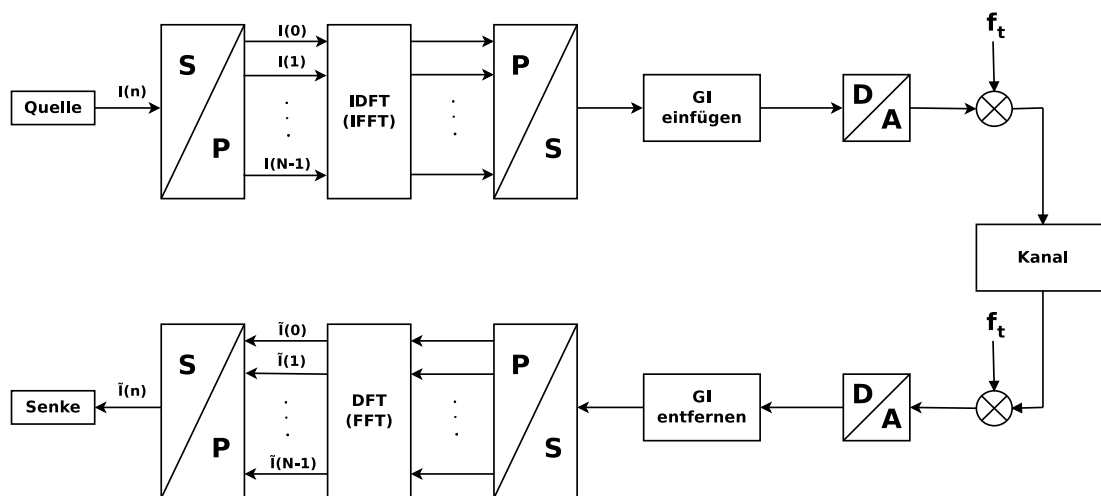 Quelle
I(n)
S
P
I(0)
I(1)
I(N-1)
IDFT
(IFFT)
P
S
GI
einfügen
D
A
f_t
Kanal
f_t
D
A
GI
entfernen
P
S
DFT
(FFT)
Ĩ(0)
Ĩ(1)
Ĩ(N-1)
S
P
Ĩ(n)
Senke